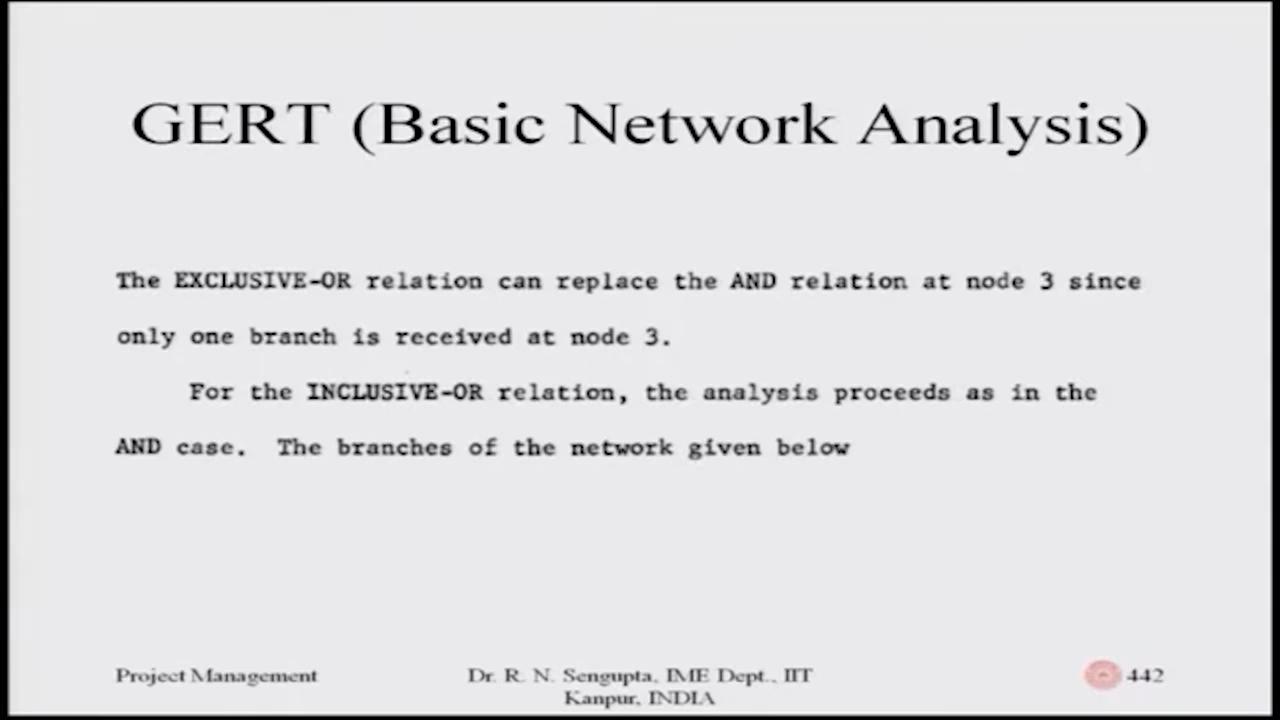 GERT (Basic Network Analysis)
The EXCLUSIVE-OR relation can replace the AND relation at node 3 since
only one branch is received at node 3.
For the INCLUSIVE-OR relation, the analysis proceeds as in the
AND case. The branches of the network given below
Project Management
Dr. R. N. Sengupta, IME Dept., IIT
Kanpur, INDIA
442